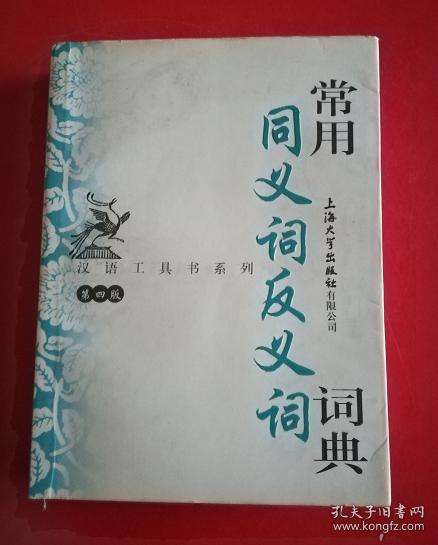 常用
同义词反义词
词典
上海大学出版社有限公司
汉语工具书系列
第四版
孔夫子旧书网
www.kongfz.com